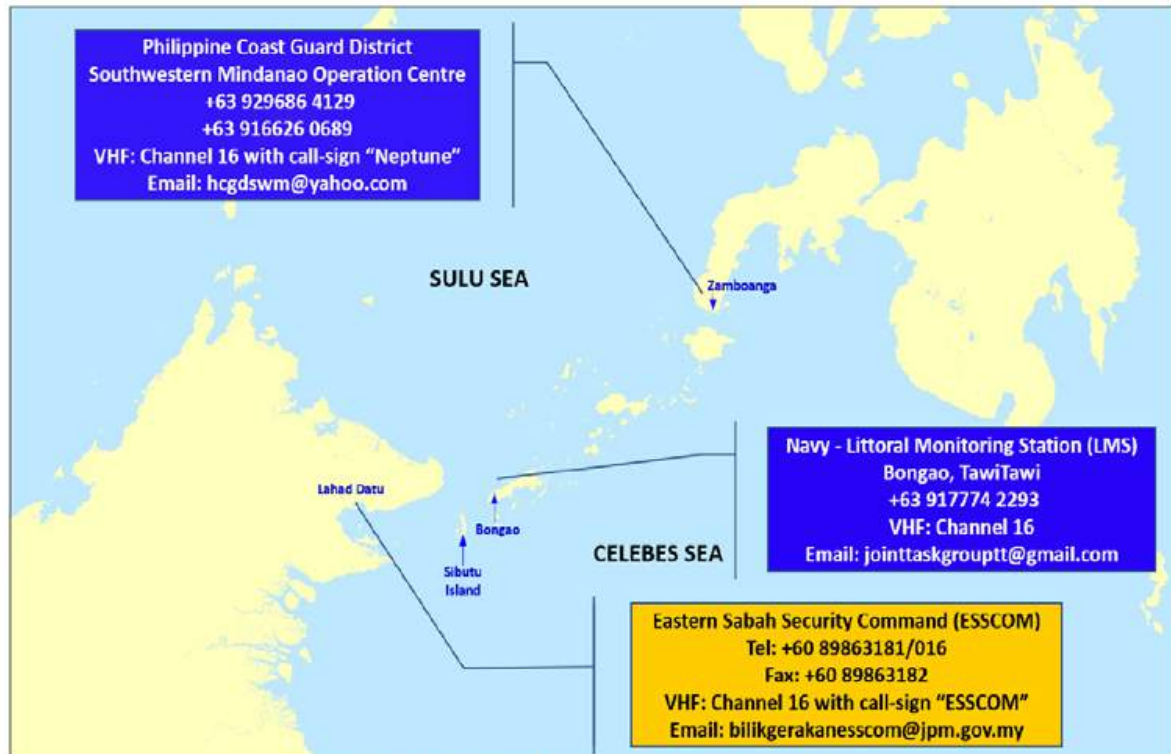 Philippine Coast Guard District
Southwestern Mindanao Operation Centre
+63 929686 4129
+63 916626 0689
VHF: Channel 16 with call-sign “Neptune”
Email: hcgdswm@yahoo.com
SULU SEA
Zamboanga
Navy - Littoral Monitoring Station (LMS)
Bongao, TawiTawi
+63 917774 2293
VHF: Channel 16
Email: jointtaskgrouptt@gmail.com
Lahad Datu
Bongao
CELEBES SEA
Sibutu
Island
Eastern Sabah Security Command (ESSCOM)
Tel: +60 89863181/016
Fax: +60 89863182
VHF: Channel 16 with call-sign “ESSCOM”
Email: bilikgerakanesscom@jpm.gov.my